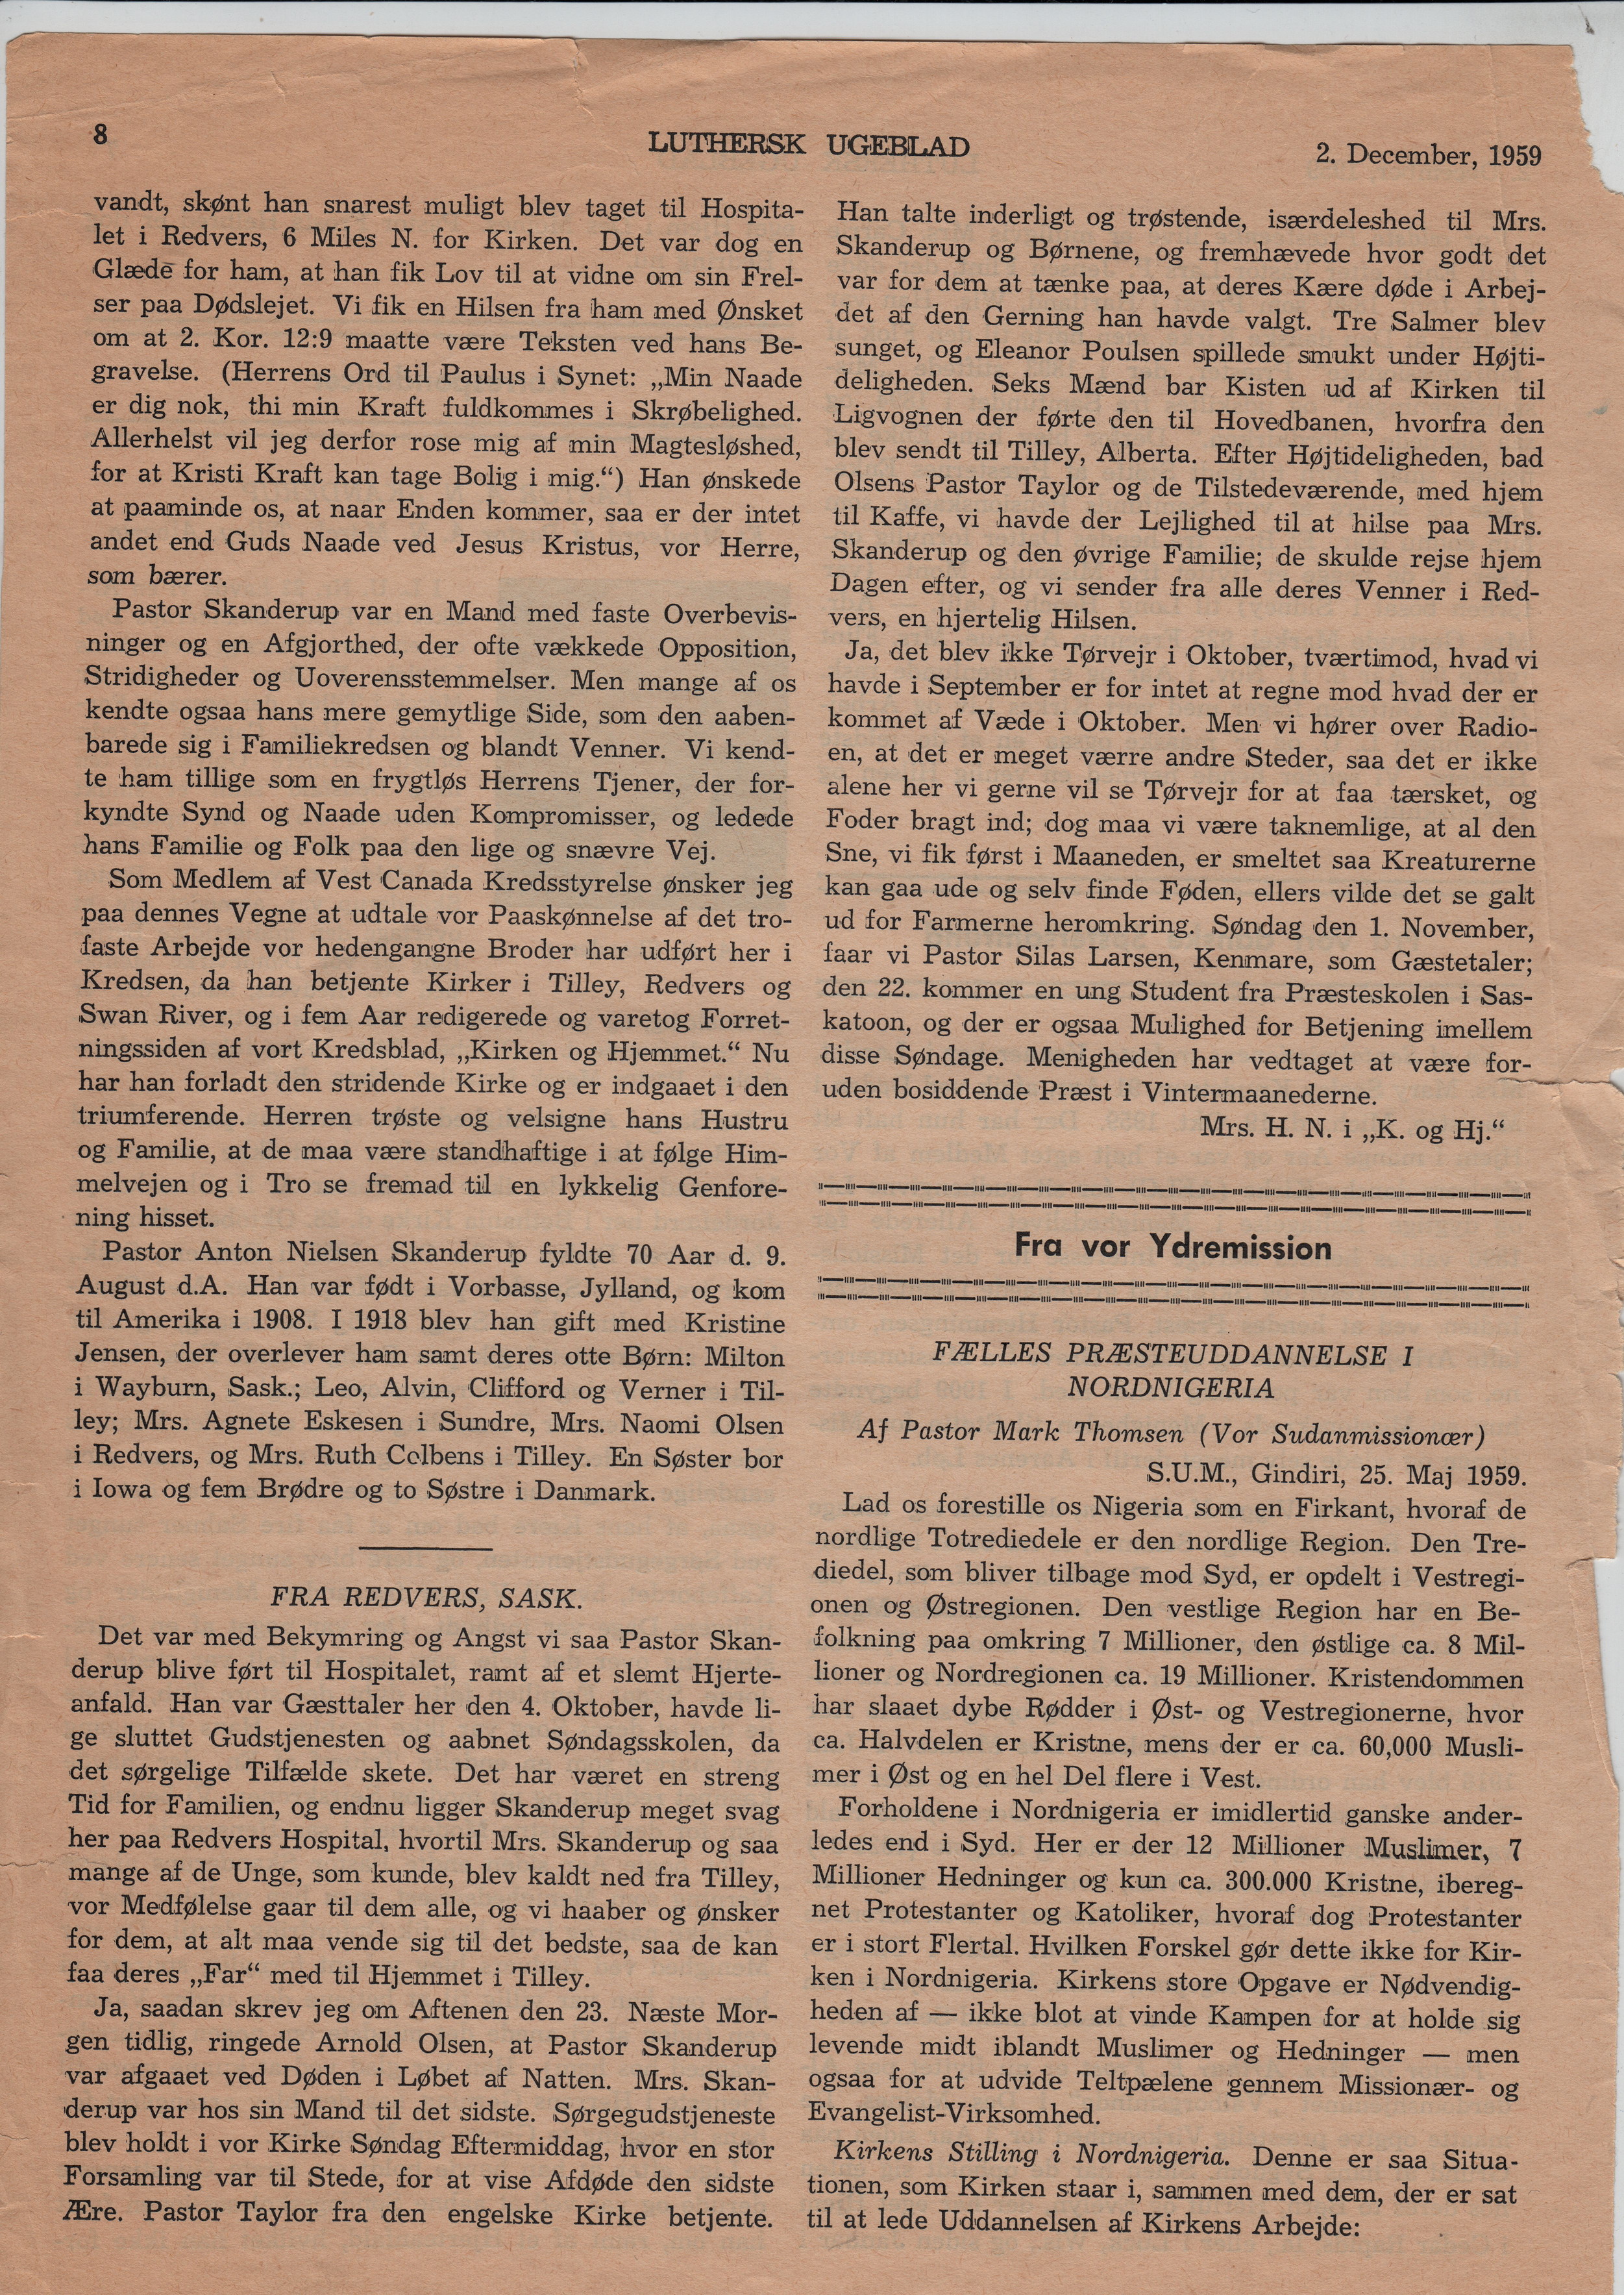 8
LUTHERSK UGEBLAD
2. December, 1959
vandt, skønt han snarest muligt blev taget til Hospita-
let i Redvers, 6 Miles N. for Kirken. Det var dog en
Glæde for ham, at han fik Lov til at vidne om sin Frel-
ser paa Dødslejet. Vi fik en Hilsen fra ham med Ønsket
om at 2. Kor. 12:9 maatte være Teksten ved hans Be-
gravelse. (Herrens Ord til Paulus i Synet: „Min Naade
er dig nok, thi min Kraft fuldkommes i Skrøbelighed.
Allerhelst vil jeg derfor rose mig af min Magtesløshed,
for at Kristi Kraft kan tage Bolig i mig.“) Han ønskede
at paaminde os, at naar Enden kommer, saa er der intet
andet end Guds Naade ved Jesus Kristus, vor Herre,
som bærer.
Pastor Skanderup var en Mand med faste Overbevis-
ninger og en Afgjorthed, der ofte vækkede Opposition,
Stridigheder og Uoverensstemmelser. Men mange af os
kendte ogsaa hans mere gemytlige Side, som den aaben-
barede sig i Familiekredsen og blandt Venner. Vi kend-
te ham tillige som en frygtløs Herrens Tjener, der for-
kyndte Synd og Naade uden Kompromisser, og ledede
hans Familie og Folk paa den lige og snævre Vej.
Som Medlem af Vest Canada Kredsstyrelse ønsker jeg
paa dennes Vegne at udtale vor Paaskønnelse af det tro-
faste Arbejde vor hedengangne Broder har udført her i
Kredsen, da han betjente Kirker i Tilley, Redvers og
Swan River, og i fem Aar redigerede og varetog Forret-
ningssiden af vort Kredsblad, „Kirken og Hjemmet.“ Nu
har han forladt den stridende Kirke og er indgaaet i den
triumferende. Herren trøste og velsigne hans Hustru
og Familie, at de maa være standhaftige i at følge Him-
melvejen og i Tro se fremad til en lykkelig Genfore-
ning hisset.
Pastor Anton Nielsen Skanderup fyldte 70 Aar d. 9.
August d.A. Han var født i Vorbasse, Jylland, og kom
til Amerika i 1908. I 1918 blev han gift med Kristine
Jensen, der overlever ham samt deres otte Børn: Milton
i Wayburn, Sask.; Leo, Alvin, Clifford og Verner i Til-
ley; Mrs. Agnete Eskesen i Sundre, Mrs. Naomi Olsen
i Redvers, og Mrs. Ruth Colbens i Tilley. En Søster bor
i Iowa og fem Brødre og to Søstre i Danmark.
FRA REDVERS, SASK.
Det var med Bekymring og Angst vi saa Pastor Skan-
derup blive ført til Hospitalet, ramt af et slemt Hjerte-
anfald. Han var Gæsttaler her den 4. Oktober, havde li-
ge sluttet Gudstjenesten og aabnet Søndagsskolen, da
det sørgelige Tilfælde skete. Det har været en streng
Tid for Familien, og endnu ligger Skanderup meget svag
her paa Redvers Hospital, hvortil Mrs. Skanderup og saa
mange af de Unge, som kunde, blev kaldt ned fra Tilley,
vor Medfølelse gaar til dem alle, og vi haaber og ønsker
for dem, at alt maa vende sig til det bedste, saa de kan
faa deres „Far“ med til Hjemmet i Tilley.
Ja, saadan skrev jeg om Aftenen den 23. Næste Mor-
gen tidlig, ringede Arnold Olsen, at Pastor Skanderup
var afgaaet ved Døden i Løbet af Natten. Mrs. Skan-
derup var hos sin Mand til det sidste. Sørgegudstjeneste
blev holdt i vor Kirke Søndag Eftermiddag, hvor en stor
Forsamling var til Stede, for at vise Afdøde den sidste
Ære. Pastor Taylor fra den engelske Kirke betjente.
Han talte inderligt og trøstende, isærdeleshed til Mrs.
Skanderup og Børnene, og fremhævede hvor godt det
var for dem at tænke paa, at deres Kære døde i Arbej-
det af den Gerning han havde valgt. Tre Salmer blev
sunget, og Eleanor Poulsen spillede smukt under Højti-
deligheden. Seks Mænd bar Kisten ud af Kirken til
Ligvognen der førte den til Hovedbanen, hvorfra den
blev sendt til Tilley, Alberta. Efter Højtideligheden, bad
Olsens Pastor Taylor og de Tilstedeværende, med hjem
til Kaffe, vi havde der Lejlighed til at hilse paa Mrs.
Skanderup og den øvrige Familie; de skulde rejse hjem
Dagen efter, og vi sender fra alle deres Venner i Red-
vers, en hjertelig Hilsen.
Ja, det blev ikke Tørvejr i Oktober, tværtimod, hvad vi
havde i September er for intet at regne mod hvad der er
kommet af Væde i Oktober. Men vi hører over Radio-
en, at det er meget værre andre Steder, saa det er ikke
alene her vi gerne vil se Tørvejr for at faa tærsket, og
Foder bragt ind; dog maa vi være taknemlige, at al den
Sne, vi fik først i Maaneden, er smeltet saa Kreaturerne
kan gaa ude og selv finde Føden, ellers vilde det se galt
ud for Farmerne heromkring. Søndag den 1. November,
faar vi Pastor Silas Larsen, Kenmare, som Gæstetaler;
den 22. kommer en ung Student fra Præsteskolen i Sas-
katoon, og der er ogsaa Mulighed for Betjening imellem
disse Søndage. Menigheden har vedtaget at være for-
uden bosiddende Præst i Vintermaanederne.
Mrs. H. N. i „K. og Hj.“
Fra vor Ydremission
FÆLLES PRÆSTEUDDANNELSE I
NORDNIGERIA
Af Pastor Mark Thomsen (Vor Sudanmissionær)
S.U.M., Gindiri, 25. Maj 1959.
Lad os forestille os Nigeria som en Firkant, hvoraf de
nordlige Totrediedele er den nordlige Region. Den Tre-
diedel, som bliver tilbage mod Syd, er opdelt i Vestregi-
onen og Østregionen. Den vestlige Region har en Be-
folkning paa omkring 7 Millioner, den østlige ca. 8 Mil-
lioner og Nordregionen ca. 19 Millioner. Kristendommen
har slaaet dybe Rødder i Øst- og Vestregionerne, hvor
ca. Halvdelen er Kristne, mens der er ca. 60,000 Musli-
mer i Øst og en hel Del flere i Vest.
Forholdene i Nordnigeria er imidlertid ganske ander-
ledes end i Syd. Her er der 12 Millioner Muslimer, 7
Millioner Hedninger og kun ca. 300.000 Kristne, ibereg-
net Protestanter og Katoliker, hvoraf dog Protestanter
er i stort Flertal. Hvilken Forskel gør dette ikke for Kir-
ken i Nordnigeria. Kirkens store Opgave er Nødvendig-
heden af — ikke blot at vinde Kampen for at holde sig
levende midt iblandt Muslimer og Hedninger — men
ogsaa for at udvide Teltpælene gennem Missionær- og
Evangelist-Virksomhed.
Kirkens Stilling i Nordnigeria. Denne er saa Situa-
tionen, som Kirken staar i, sammen med dem, der er sat
til at lede Uddannelsen af Kirkens Arbejde: